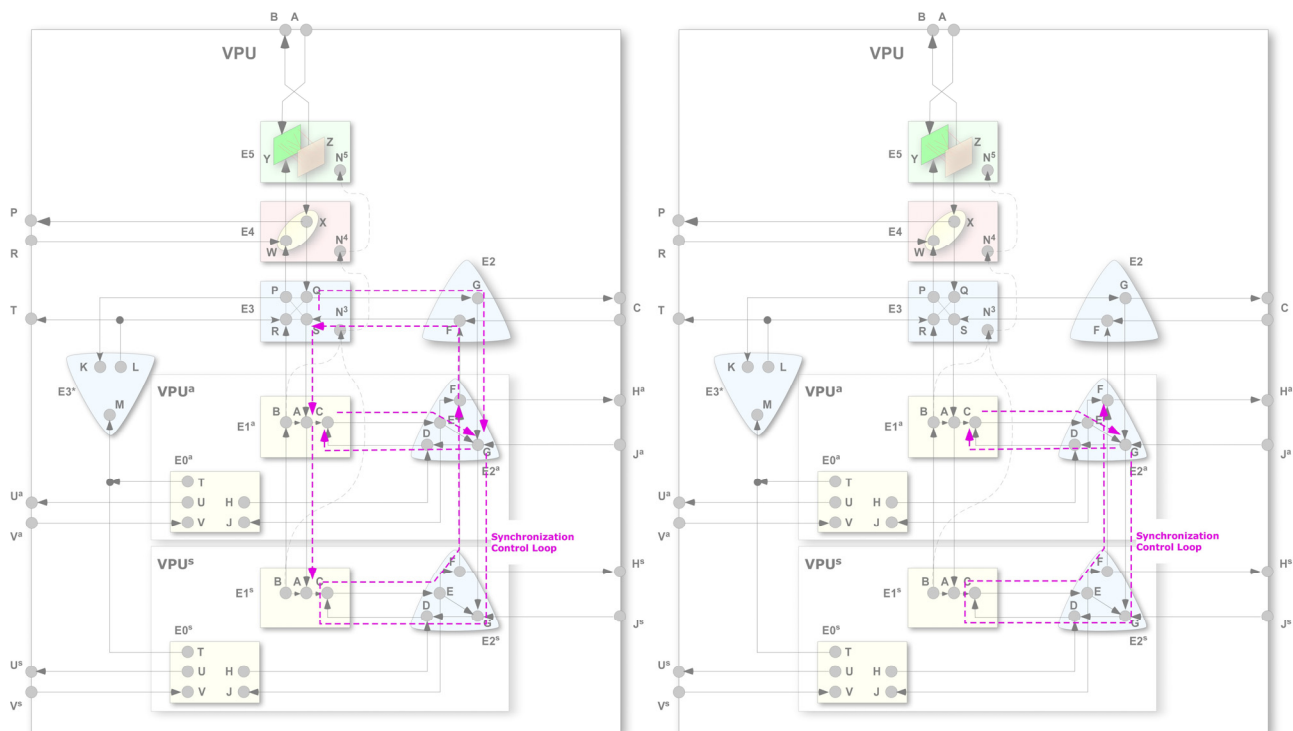 B A
VPU
Z
E5 Y N⁵
P
X
E4 N⁴
R W
E2
G
P Q
C
E3 N³
T
R S F
K L
E3*
M
VPUᵃ
F
Hᵃ
B A C
E
E1ᵃ
D
G
Jᵃ
E0ᵃ
E2ᵃ
T
Uᵃ
U H
V J
Vᵃ
Synchronization
Control Loop
VPUˢ
F
Hˢ
B A C
E
E1ˢ
D
G
Jˢ
E0ˢ
E2ˢ
T
Uˢ
U H
V J
Vˢ
B A
VPU
Z
E5 Y N⁵
P
X
E4 N⁴
R W
E2
G
P Q
C
E3 N³
T
R S F
K L
E3*
M
VPUᵃ
F
Hᵃ
B A C
E
E1ᵃ
D
G
Jᵃ
E0ᵃ
E2ᵃ
T
Uᵃ
U H
V J
Vᵃ
Synchronization
Control Loop
VPUˢ
F
Hˢ
B A C
E
E1ˢ
D
G
Jˢ
E0ˢ
E2ˢ
T
Uˢ
U H
V J
Vˢ